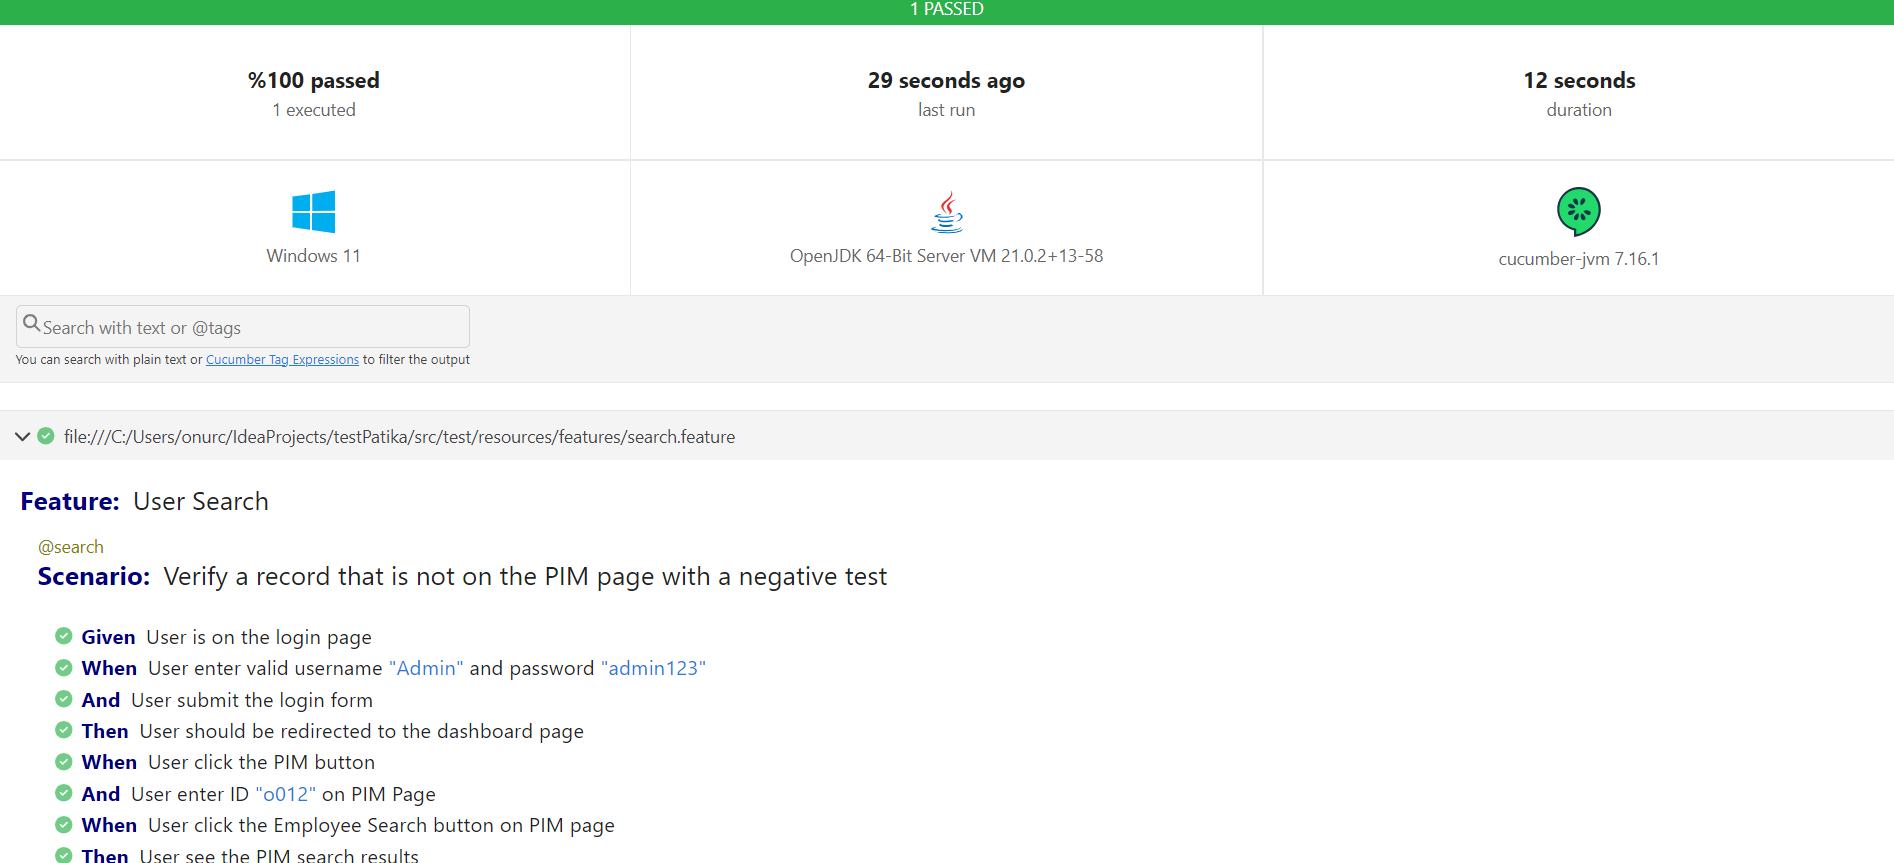 1 PASSED
%100 passed
1 executed
29 seconds ago
last run
12 seconds
duration
Windows 11
OpenJDK 64-Bit Server VM 21.0.2+13-58
cucumber-jvm 7.16.1
Search with text or @tags
You can search with plain text or Cucumber Tag Expressions to filter the output
file:///C:/Users/onurc/IdeaProjects/testPatika/src/test/resources/features/search.feature
Feature: User Search
@search
Scenario: Verify a record that is not on the PIM page with a negative test
Given User is on the login page
When User enter valid username "Admin" and password "admin123"
And User submit the login form
Then User should be redirected to the dashboard page
When User click the PIM button
And User enter ID "o012" on PIM Page
When User click the Employee Search button on PIM page
Then User see the PIM search results